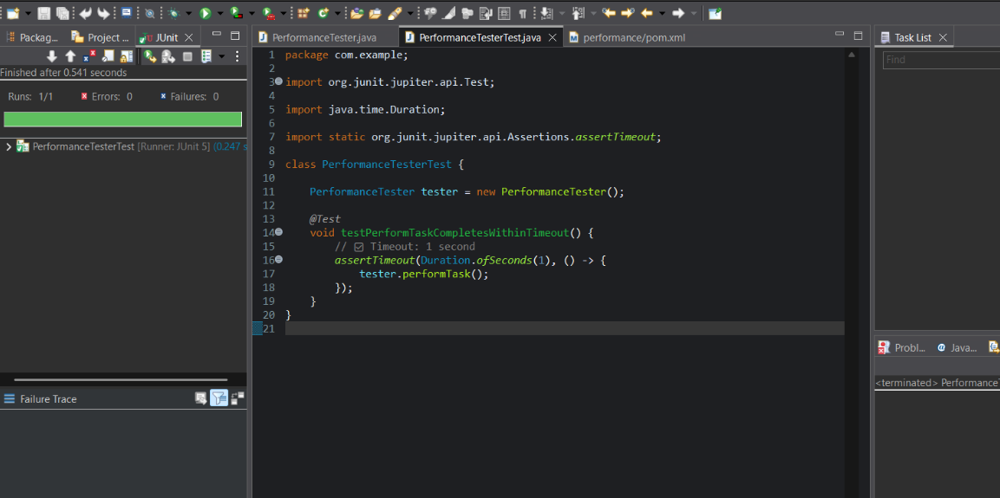 Packag...
Project ...
JUnit
Finished after 0.541 seconds
Runs: 1/1
Errors: 0
Failures: 0
PerformanceTesterTest [Runner: JUnit 5] (0.247 s
Failure Trace
PerformanceTester.java
PerformanceTesterTest.java
performance/pom.xml
1 package com.example;
2
3 import org.junit.jupiter.api.Test;
4
5 import java.time.Duration;
6
7 import static org.junit.jupiter.api.Assertions.assertTimeout;
8
9 class PerformanceTesterTest {
10
11 PerformanceTester tester = new PerformanceTester();
12
13 @Test
14 void testPerformTaskCompletesWithinTimeout() {
15 // ☑ Timeout: 1 second
16 assertTimeout(Duration.ofSeconds(1), () -> {
17 tester.performTask();
18 });
19 }
20 }
21
Task List
Find
Probl...
Java...
<terminated> Performance